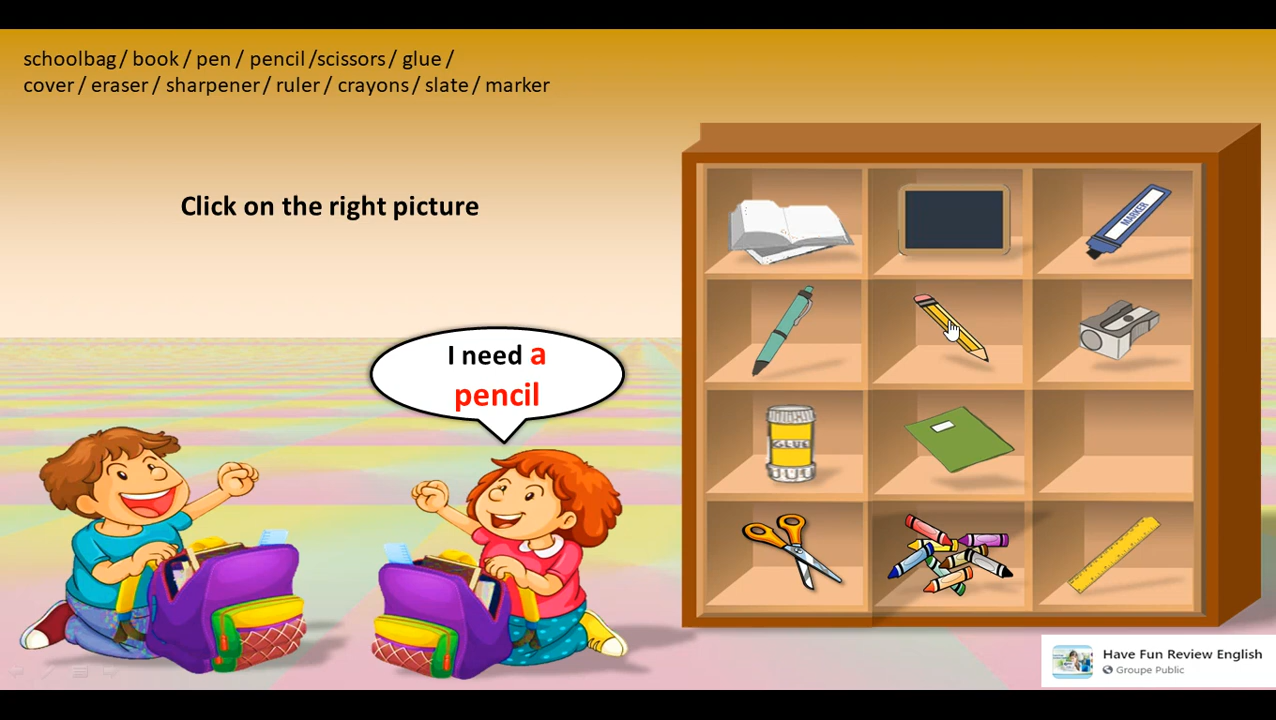 schoolbag / book / pen / pencil /scissors / glue /
cover / eraser / sharpener / ruler / crayons / slate / marker
Click on the right picture
MARKER
I need a
pencil
GLUE
Have Fun Review English
Groupe Public